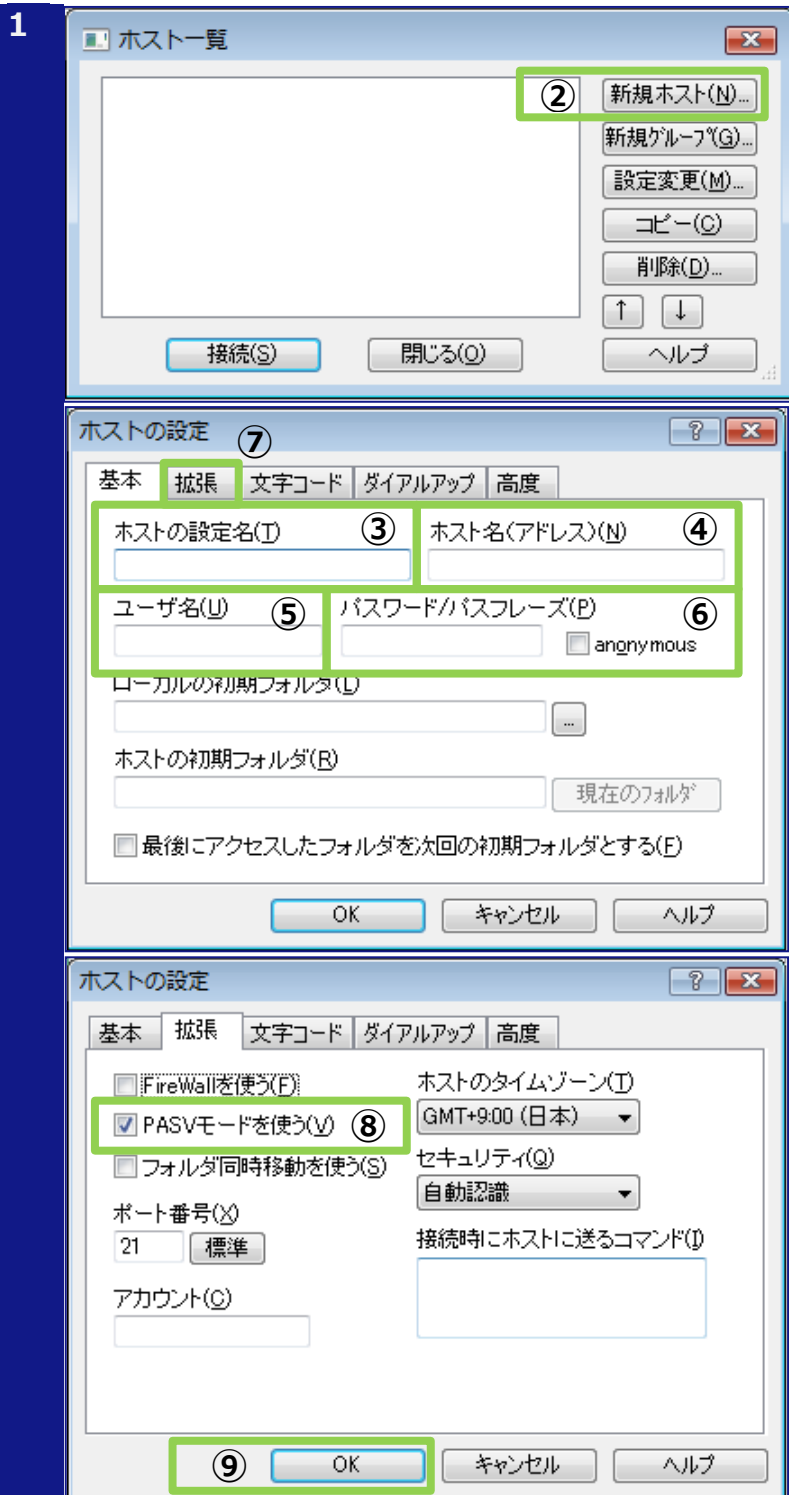 1
ホスト一覧
② 新規ホスト(N)...
新規グループ(G)...
設定変更(M)...
コピー(C)
削除(D)...
↑ ↓
接続(S) 閉じる(O) ヘルプ
ホストの設定 ⑦ ?
基本 拡張 文字コード ダイアルアップ 高度
ホストの設定名(T) ③ ホスト名(アドレス)(N) ④
ユーザ名(U) ⑤ パスワード/パスフレーズ(P) ⑥
anonymous
ローカルの初期フォルダ(L)
...
ホストの初期フォルダ(R)
現在のフォルダ
最後にアクセスしたフォルダを次回の初期フォルダとする(F)
OK キャンセル ヘルプ
ホストの設定 ?
基本 拡張 文字コード ダイアルアップ 高度
FireWallを使う(F) ホストのタイムゾーン(T)
PASVモードを使う(V) ⑧ GMT+9:00 (日本)
フォルダ同時移動を使う(S) セキュリティ(Q)
自動認識
ポート番号(X)
21 標準 接続時にホストに送るコマンド(I)
アカウント(C)
⑨ OK キャンセル ヘルプ